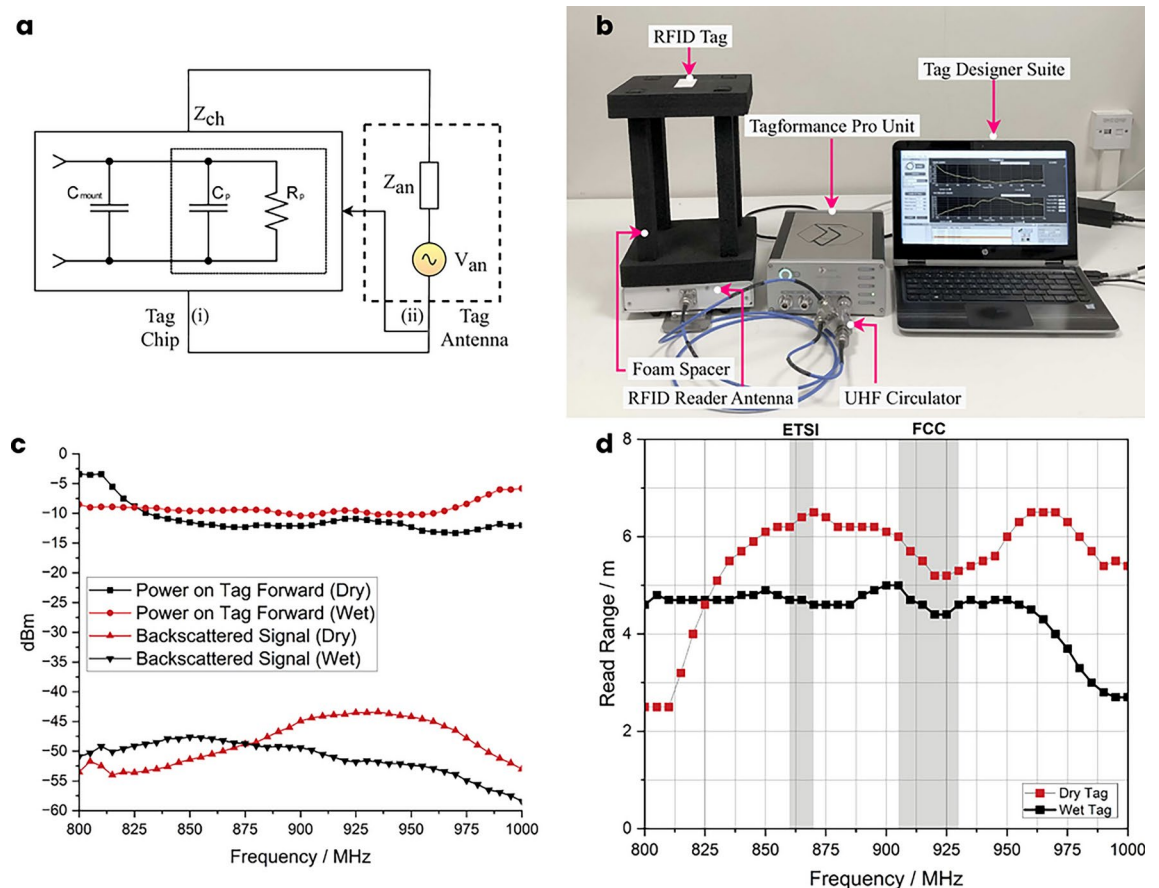 a
Z_ch
C_mount
C_p
R_p
Z_an
V_an
Tag
Chip
(i)
(ii)
Tag
Antenna
b
RFID Tag
Tag Designer Suite
Tagformance Pro Unit
Foam Spacer
RFID Reader Antenna
UHF Circulator
c
dBm
0
−5
−10
−15
−20
−25
−30
−35
−40
−45
−50
−55
−60
Power on Tag Forward (Dry)
Power on Tag Forward (Wet)
Backscattered Signal (Dry)
Backscattered Signal (Wet)
800 825 850 875 900 925 950 975 1000
Frequency / MHz
d
ETSI FCC
Read Range / m
8
6
4
2
0
Dry Tag
Wet Tag
800 825 850 875 900 925 950 975 1000
Frequency / MHz